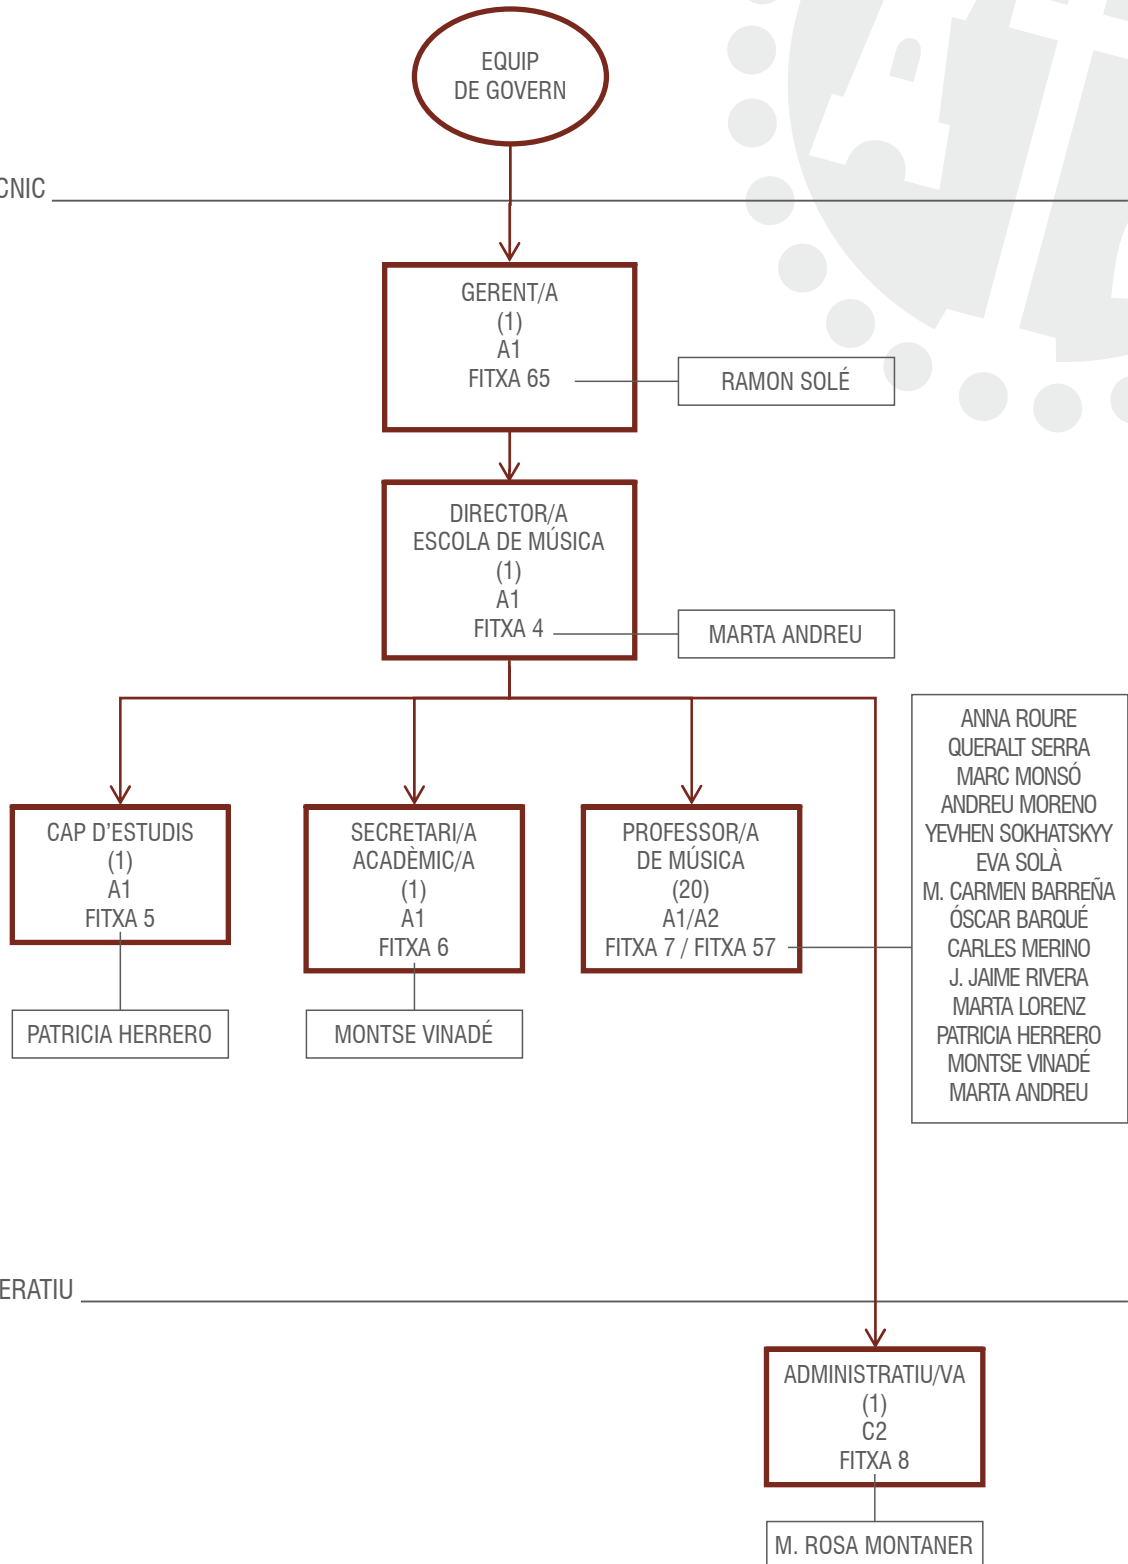 EQUIP
DE GOVERN
CNIC
GERENT/A
(1)
A1
FITXA 65
RAMON SOLÉ
DIRECTOR/A
ESCOLA DE MÚSICA
(1)
A1
FITXA 4
MARTA ANDREU
CAP D'ESTUDIS
(1)
A1
FITXA 5
PATRICIA HERRERO
SECRETARI/A
ACADÈMIC/A
(1)
A1
FITXA 6
MONTSE VINADÉ
PROFESSOR/A
DE MÚSICA
(20)
A1/A2
FITXA 7 / FITXA 57
ANNA ROURE
QUERALT SERRA
MARC MONSÓ
ANDREU MORENO
YEVHEN SOKHATSKYY
EVA SOLÀ
M. CARMEN BARREÑA
ÓSCAR BARQUÉ
CARLES MERINO
J. JAIME RIVERA
MARTA LORENZ
PATRICIA HERRERO
MONTSE VINADÉ
MARTA ANDREU
ERATIU
ADMINISTRATIU/VA
(1)
C2
FITXA 8
M. ROSA MONTANER